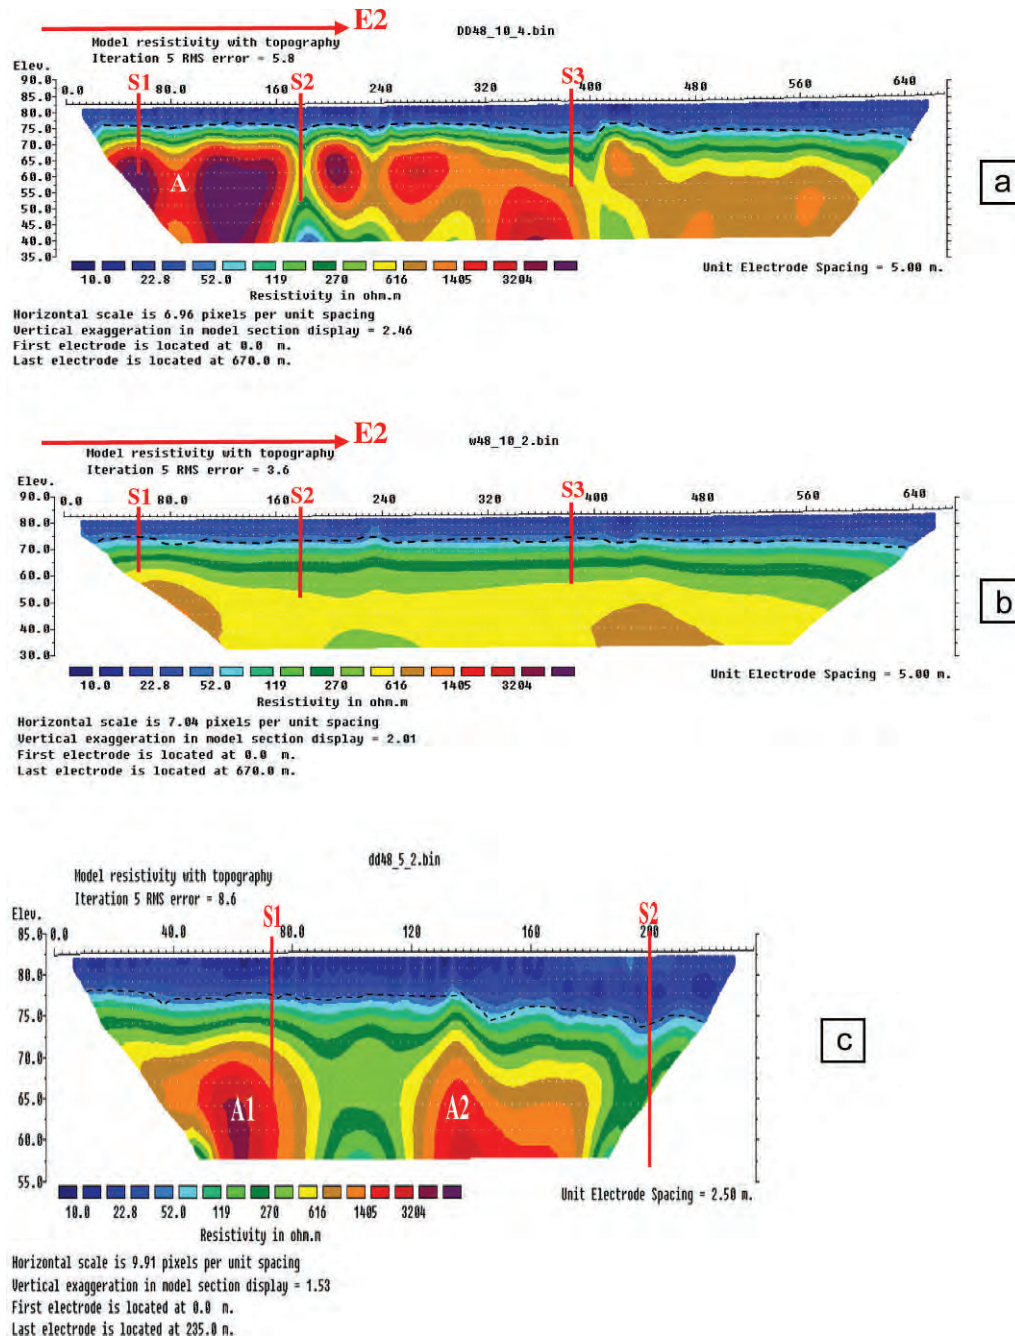 E2
DD48_10_4.bin
Model resistivity with topography
Iteration 5 RMS error = 5.8
Elev. S1 S2 S3
90.0 0.0 80.0 160 240 320 400 480 560 640
85.0
80.0
75.0
70.0
65.0
60.0 A
55.0
50.0
45.0
40.0
35.0
a
10.0 22.8 52.0 119 270 616 1405 3204
Resistivity in ohm.m
Unit Electrode Spacing = 5.00 m.
Horizontal scale is 6.96 pixels per unit spacing
Vertical exaggeration in model section display = 2.46
First electrode is located at 0.0 m.
Last electrode is located at 670.0 m.
E2
w48_10_2.bin
Model resistivity with topography
Iteration 5 RMS error = 3.6
Elev. S1 S2 S3
90.0 0.0 80.0 160 240 320 400 480 560 640
80.0
70.0
60.0
50.0
40.0
30.0
b
10.0 22.8 52.0 119 270 616 1405 3204
Resistivity in ohm.m
Unit Electrode Spacing = 5.00 m.
Horizontal scale is 7.04 pixels per unit spacing
Vertical exaggeration in model section display = 2.01
First electrode is located at 0.0 m.
Last electrode is located at 670.0 m.
dd48_5_2.bin
Model resistivity with topography
Iteration 5 RMS error = 8.6
Elev. S1 S2
85.0 0.0 40.0 80.0 120 160 200
80.0
75.0
70.0
65.0
A1 A2
60.0
55.0
c
10.0 22.8 52.0 119 270 616 1405 3204
Resistivity in ohm.m
Unit Electrode Spacing = 2.50 m.
Horizontal scale is 9.91 pixels per unit spacing
Vertical exaggeration in model section display = 1.53
First electrode is located at 0.0 m.
Last electrode is located at 235.0 m.